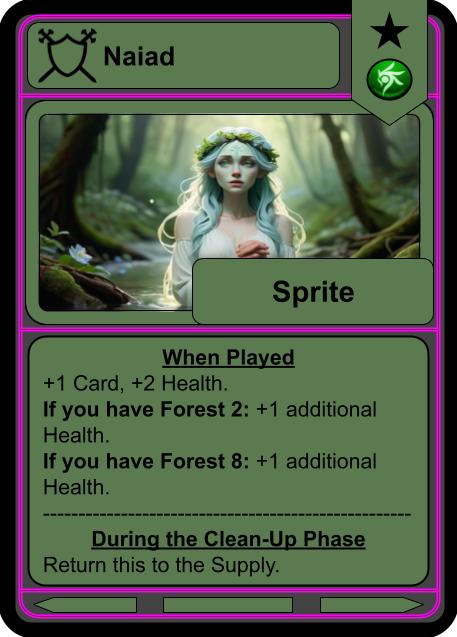 Naiad
Sprite
When Played
+1 Card, +2 Health.
If you have Forest 2: +1 additional
Health.
If you have Forest 8: +1 additional
Health.
------------------------------------------------------
During the Clean-Up Phase
Return this to the Supply.